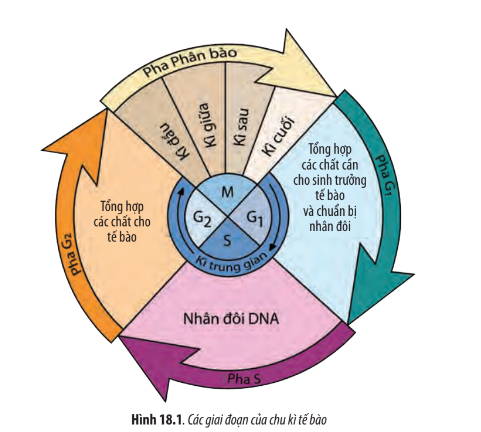 Pha Phân bào
Kì đầu
Kì giữa
Kì sau
Kì cuối
Pha G1
Tổng hợp
các chất cần
cho sinh trưởng
tế bào
và chuẩn bị
nhân đôi
Tổng hợp
các chất cho
tế bào
Pha G2
M
G2
G1
S
Kì trung gian
Nhân đôi DNA
Pha S
Hình 18.1. Các giai đoạn của chu kì tế bào